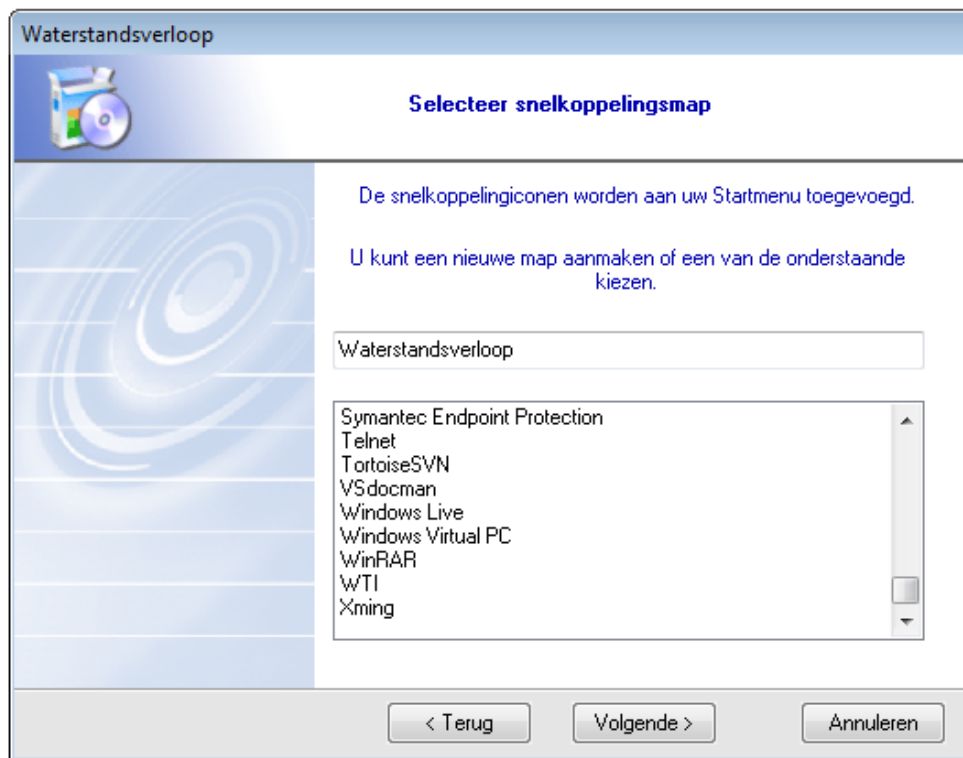 Waterstandsverloop
Selecteer snelkoppelingsmap
De snelkoppelingiconen worden aan uw Startmenu toegevoegd.
U kunt een nieuwe map aanmaken of een van de onderstaande
kiezen.
Waterstandsverloop
Symantec Endpoint Protection
Telnet
TortoiseSVN
VSdocman
Windows Live
Windows Virtual PC
WinRAR
WTI
Xming
< Terug
Volgende >
Annuleren